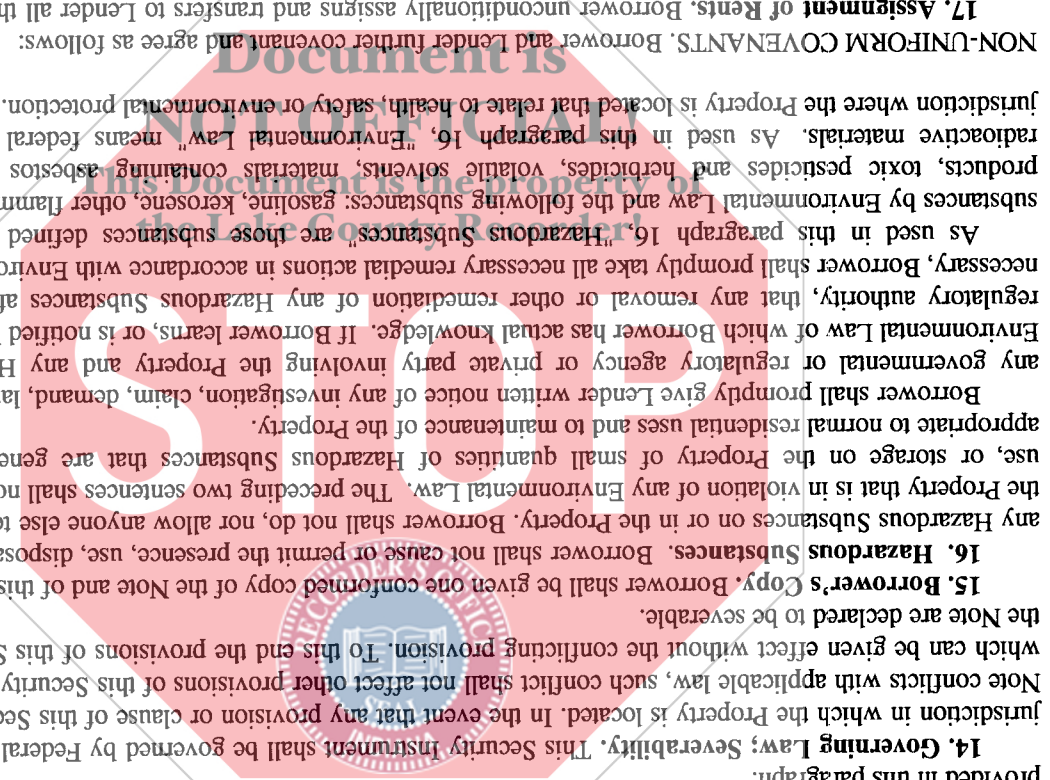 provided in this paragraph.
14. Governing Law; Severability. This Security Instrument shall be governed by Federal
jurisdiction in which the Property is located. In the event that any provision or clause of this Sec
Note conflicts with applicable law, such conflict shall not affect other provisions of this Security
which can be given effect without the conflicting provision. To this end the provisions of this S
the Note are declared to be severable.
15. Borrower's Copy. Borrower shall be given one conformed copy of the Note and of this
16. Hazardous Substances. Borrower shall not cause or permit the presence, use, disposa
any Hazardous Substances on or in the Property. Borrower shall not do, nor allow anyone else to
the Property that is in violation of any Environmental Law. The preceding two sentences shall no
use, or storage on the Property of small quantities of Hazardous Substances that are gene
appropriate to normal residential uses and to maintenance of the Property.
Borrower shall promptly give Lender written notice of any investigation, claim, demand, la
any governmental or regulatory agency or private party involving the Property and any H
Environmental Law of which Borrower has actual knowledge. If Borrower learns, or is notified
regulatory authority, that any removal or other remediation of any Hazardous Substances af
necessary, Borrower shall promptly take all necessary remedial actions in accordance with Enviro
As used in this paragraph 16, "Hazardous Substances" are those substances defined
substances by Environmental Law and the following substances: gasoline, kerosene, other flamm
products, toxic pesticides and herbicides, volatile solvents, materials containing asbestos
radioactive materials. As used in this paragraph 16, "Environmental Law" means federal
jurisdiction where the Property is located that relate to health, safety or environmental protection.
NON-UNIFORM COVENANTS. Borrower and Lender further covenant and agree as follows:
17. Assignment of Rents. Borrower unconditionally assigns and transfers to Lender all th
Document is
NOT OFFICIAL!
This Document is the property of
the Lake County Recorder!
STOP
RECORDER'S OFFICE
SEAL
INDIANA